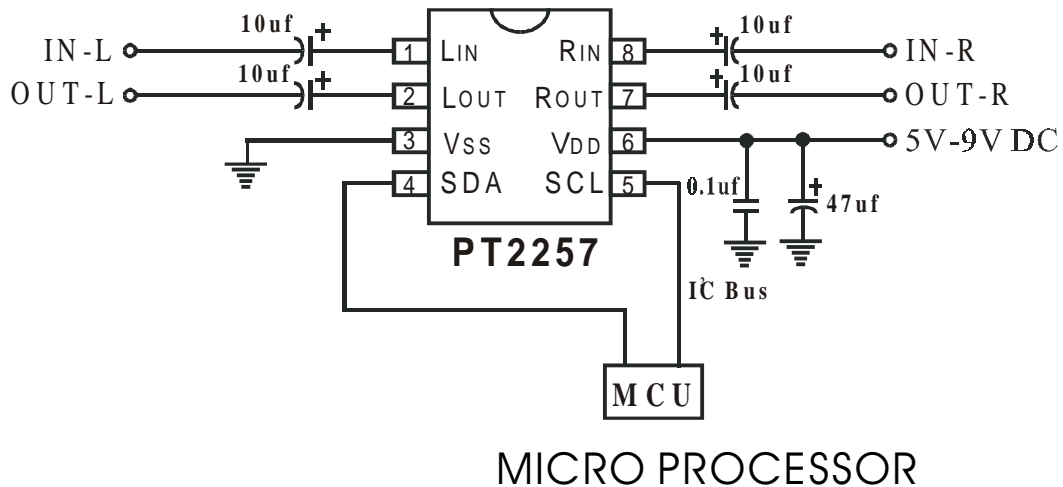 10uf + + 10uf
IN-L 1 LIN RIN 8 IN-R
10uf + + 10uf
OUT-L 2 LOUT ROUT 7 OUT-R
3 VSS VDD 6 5V-9V DC
4 SDA SCL 5 0.1uf + 47uf
PT2257
I²C Bus
MCU
MICRO PROCESSOR